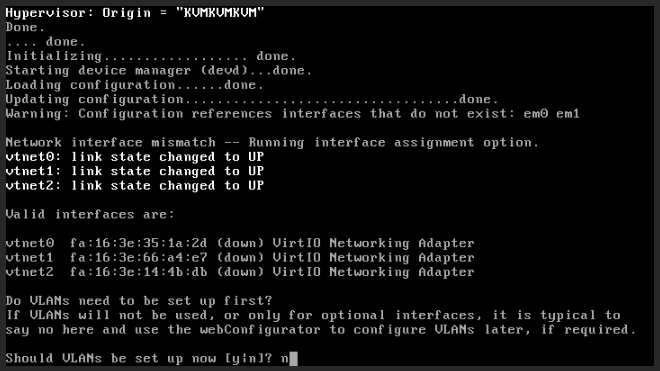 Hypervisor: Origin = "KVMKVMKVM"
Done.
.... done.
Initializing.................. done.
Starting device manager (devd)...done.
Loading configuration......done.
Updating configuration..................................done.
Warning: Configuration references interfaces that do not exist: em0 em1
Network interface mismatch -- Running interface assignment option.
vtnet0: link state changed to UP
vtnet1: link state changed to UP
vtnet2: link state changed to UP
Valid interfaces are:
vtnet0  fa:16:3e:35:1a:2d (down) VirtIO Networking Adapter
vtnet1  fa:16:3e:66:a4:e7 (down) VirtIO Networking Adapter
vtnet2  fa:16:3e:14:4b:db (down) VirtIO Networking Adapter
Do VLANs need to be set up first?
If VLANs will not be used, or only for optional interfaces, it is typical to
say no here and use the webConfigurator to configure VLANs later, if required.
Should VLANs be set up now [y|n]? n